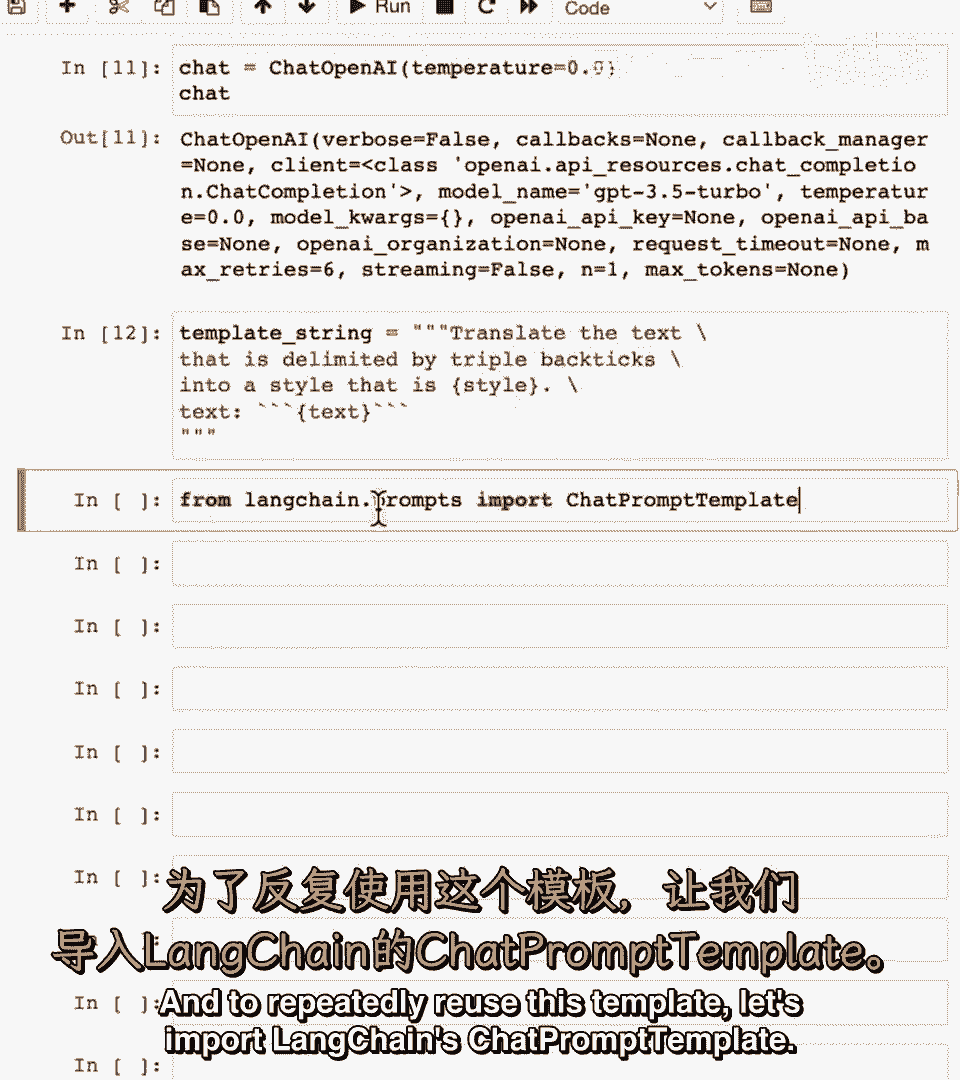 Run
Code
In [11]:
chat = ChatOpenAI(temperature=0.0)
chat
Out[11]:
ChatOpenAI(verbose=False, callbacks=None, callback_manager
=None, client=<class 'openai.api_resources.chat_completio
n.ChatCompletion'>, model_name='gpt-3.5-turbo', temperatur
e=0.0, model_kwargs={}, openai_api_key=None, openai_api_ba
se=None, openai_organization=None, request_timeout=None, m
ax_retries=6, streaming=False, n=1, max_tokens=None)
In [12]:
template_string = """Translate the text \
that is delimited by triple backticks \
into a style that is {style}. \
text: ```{text}```
"""
In [ ]:
from langchain.prompts import ChatPromptTemplate
In [ ]:
In [ ]:
In [ ]:
In [ ]:
In [ ]:
In [ ]:
为了反复使用这个模板，让我们
导入LangChain的ChatPromptTemplate。
In [ ]:
And to repeatedly reuse this template, let's
import LangChain's ChatPromptTemplate.
In [ ]: